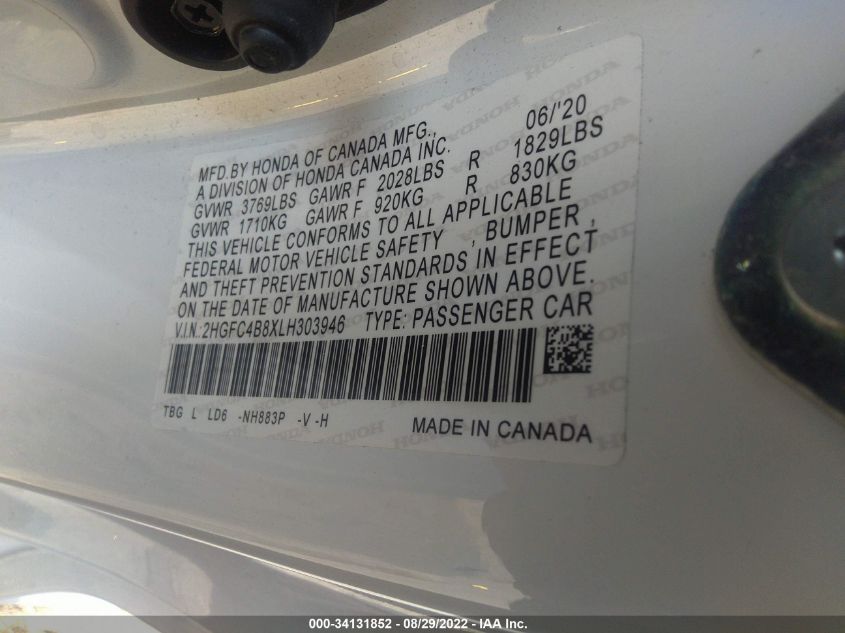 06/'20
MFD.BY HONDA OF CANADA MFG.,
A DIVISION OF HONDA CANADA INC.
GVWR 3769LBS GAWR F 2028LBS R 1829LBS
GVWR 1710KG GAWR F 920KG R 830KG
THIS VEHICLE CONFORMS TO ALL APPLICABLE
FEDERAL MOTOR VEHICLE SAFETY , BUMPER ,
AND THEFT PREVENTION STANDARDS IN EFFECT
ON THE DATE OF MANUFACTURE SHOWN ABOVE.
V.I.N.:2HGFC4B8XLH303946 TYPE: PASSENGER CAR
TBG L LD6 -NH883P -V -H
MADE IN CANADA
000-34131852 - 08/29/2022 - IAA Inc.